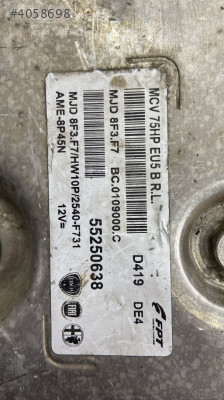 #4058698
MCV 75HP EU5 B R.L.
D419 DE4
FPT
MJD 8F3.F7 BC.0109000.C
55250638
MJD 8F3.F7/HW10P/2540-F731
AME-8P45N 12V=